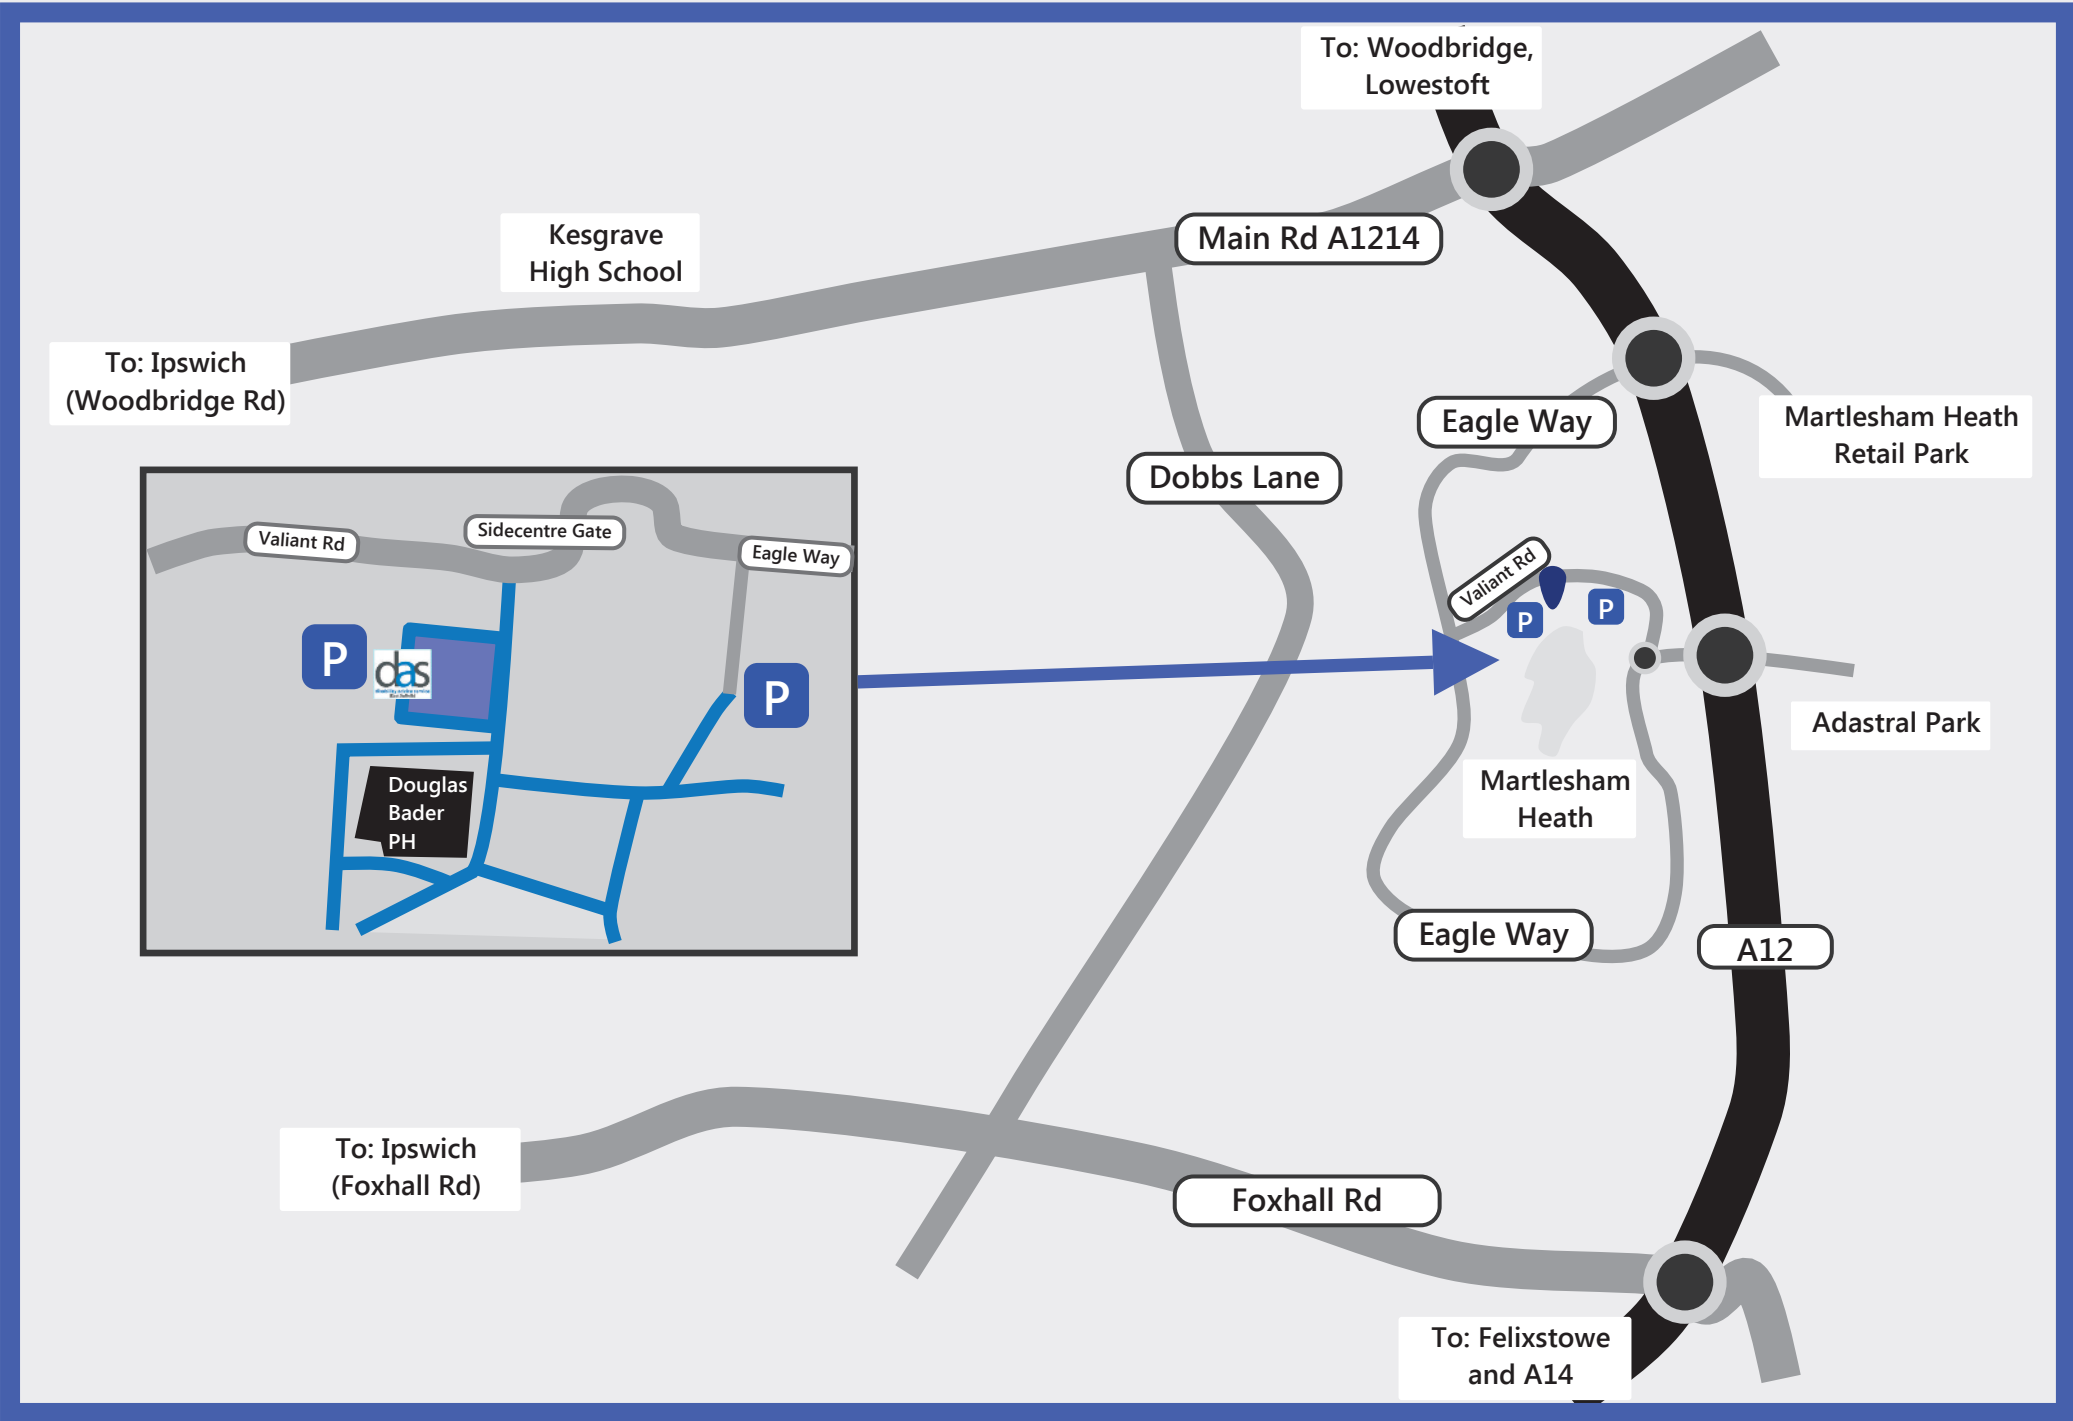 To: Woodbridge,
Lowestoft
Kesgrave
High School
Main Rd A1214
To: Ipswich
(Woodbridge Rd)
Eagle Way
Martlesham Heath
Retail Park
Dobbs Lane
Valiant Rd
Sidecentre Gate
Eagle Way
Valiant Rd
P
P
P
das
P
Adastral Park
Douglas
Bader
PH
Martlesham
Heath
Eagle Way
A12
To: Ipswich
(Foxhall Rd)
Foxhall Rd
To: Felixstowe
and A14